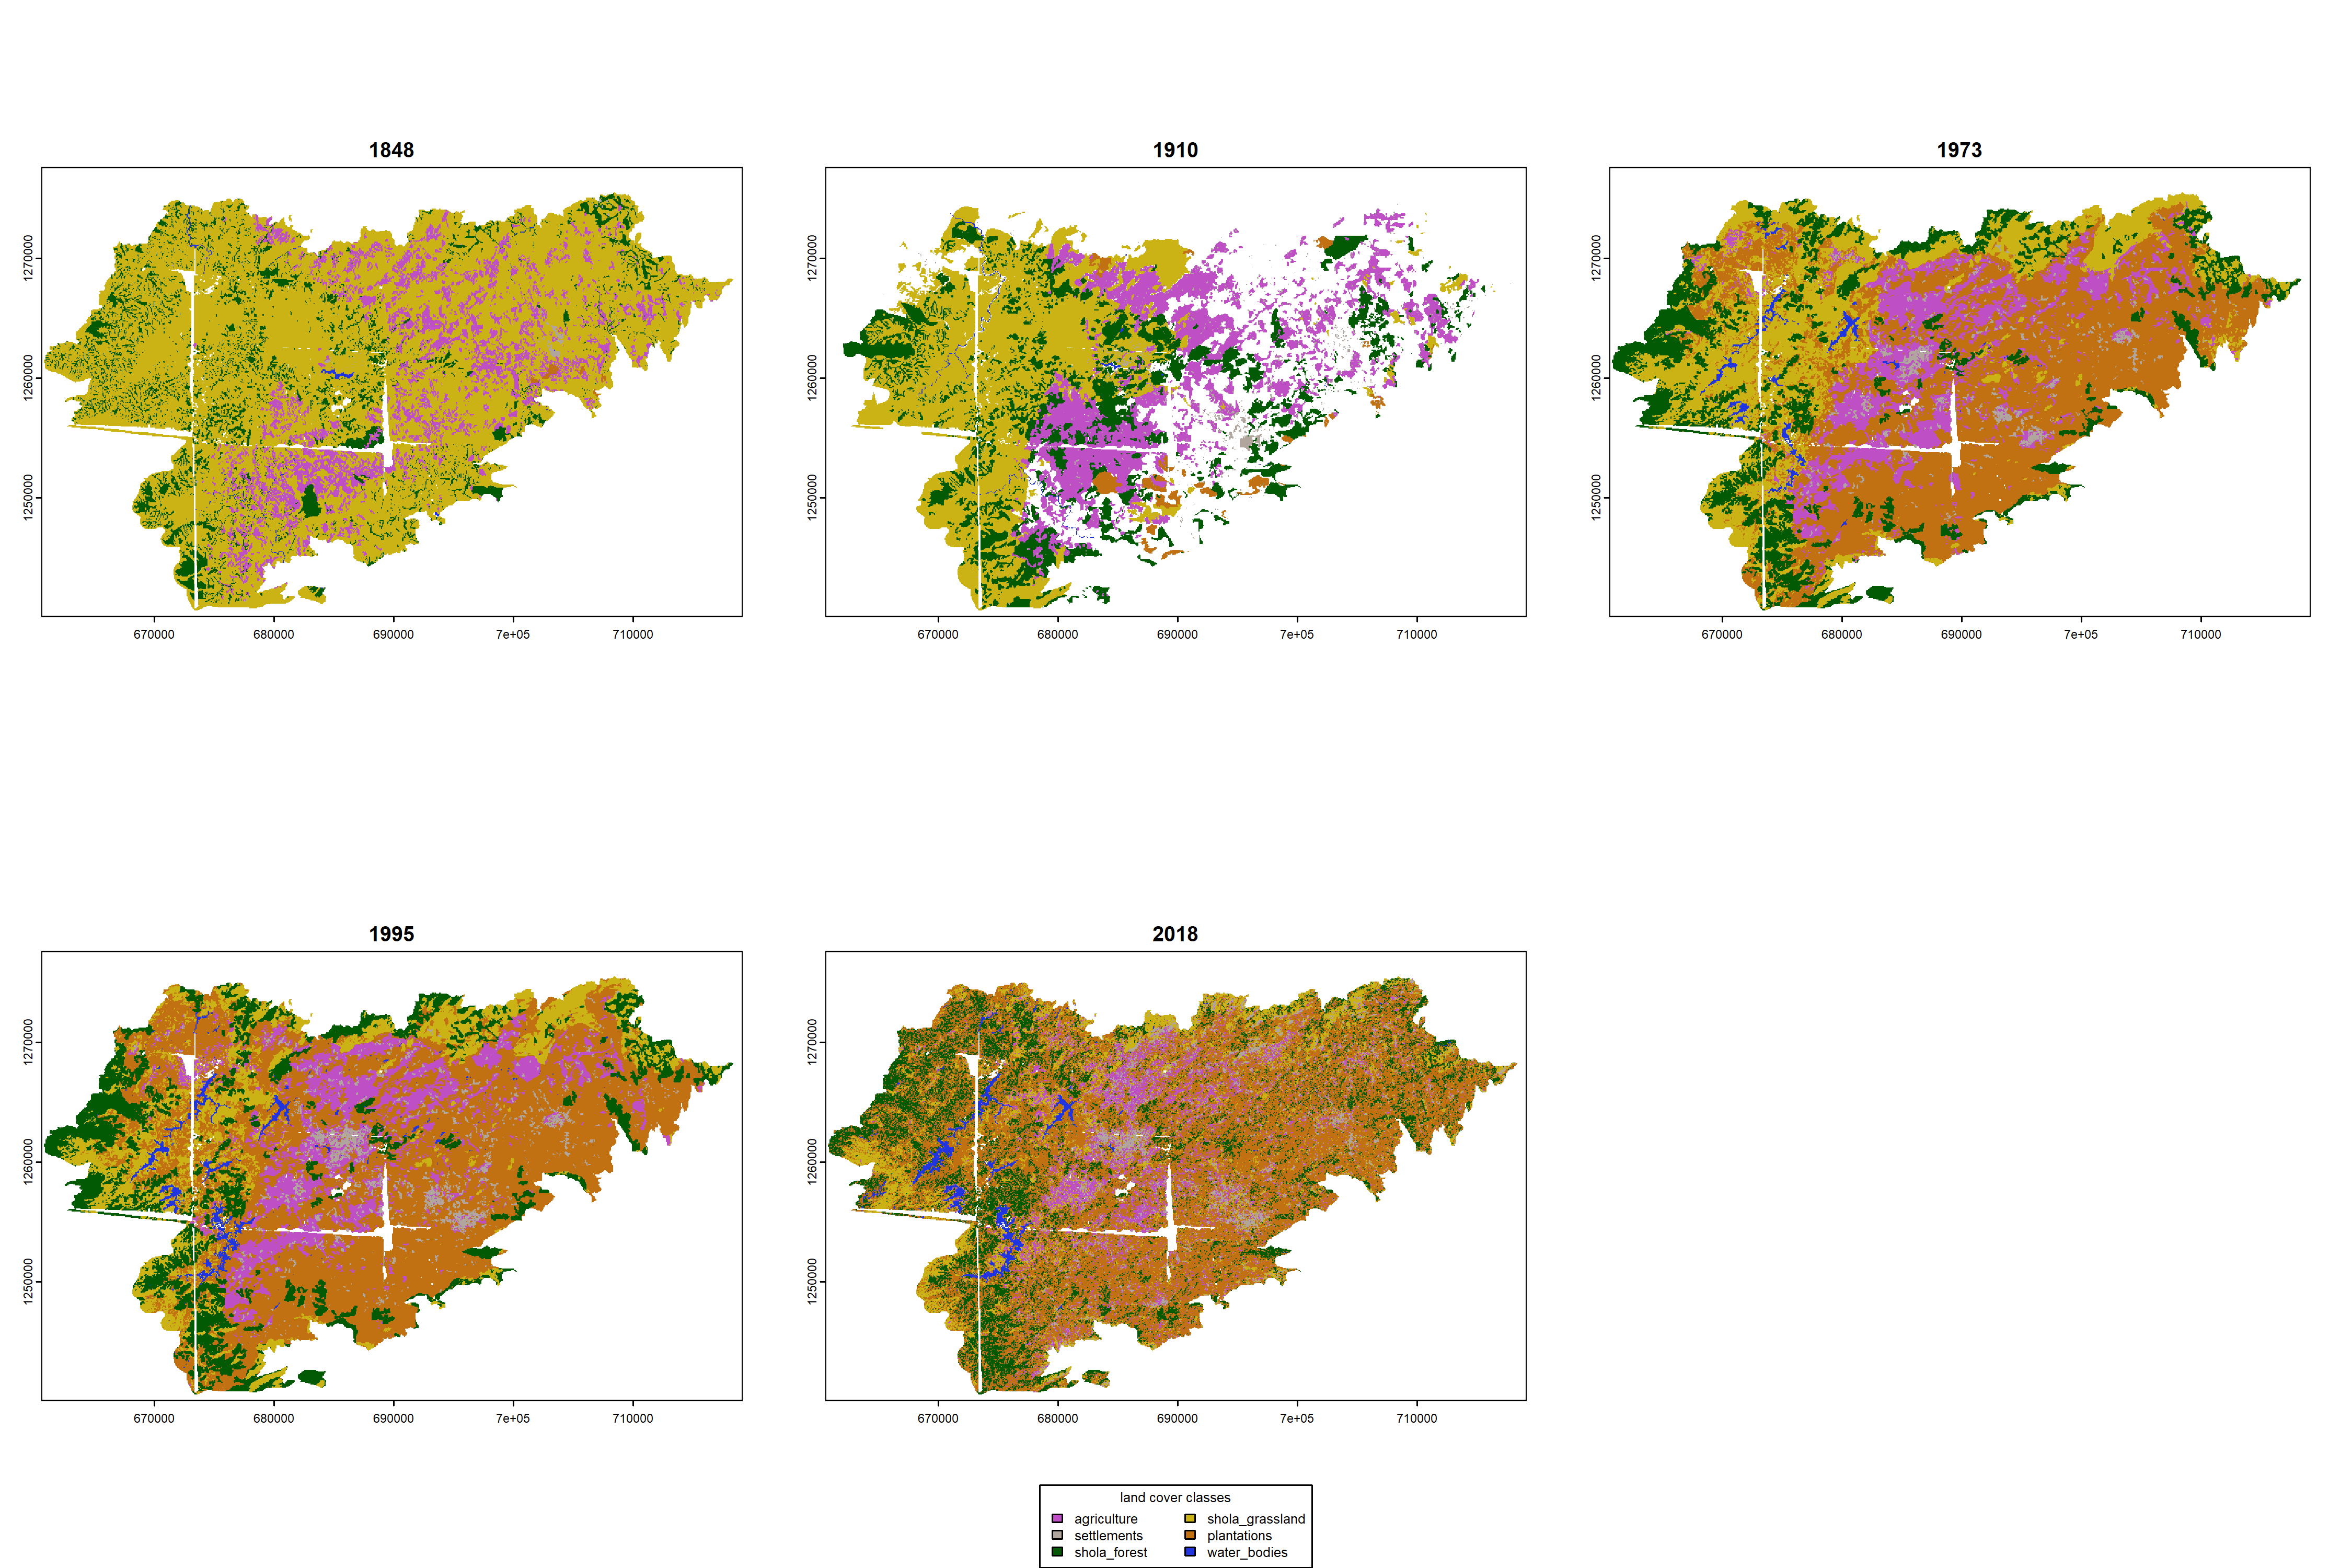 1848
1910
1973
1270000
1260000
1250000
670000 680000 690000 7e+05 710000
1270000
1260000
1250000
670000 680000 690000 7e+05 710000
1270000
1260000
1250000
670000 680000 690000 7e+05 710000
1995
2018
1270000
1260000
1250000
670000 680000 690000 7e+05 710000
1270000
1260000
1250000
670000 680000 690000 7e+05 710000
land cover classes
agriculture shola_grassland
settlements plantations
shola_forest water_bodies